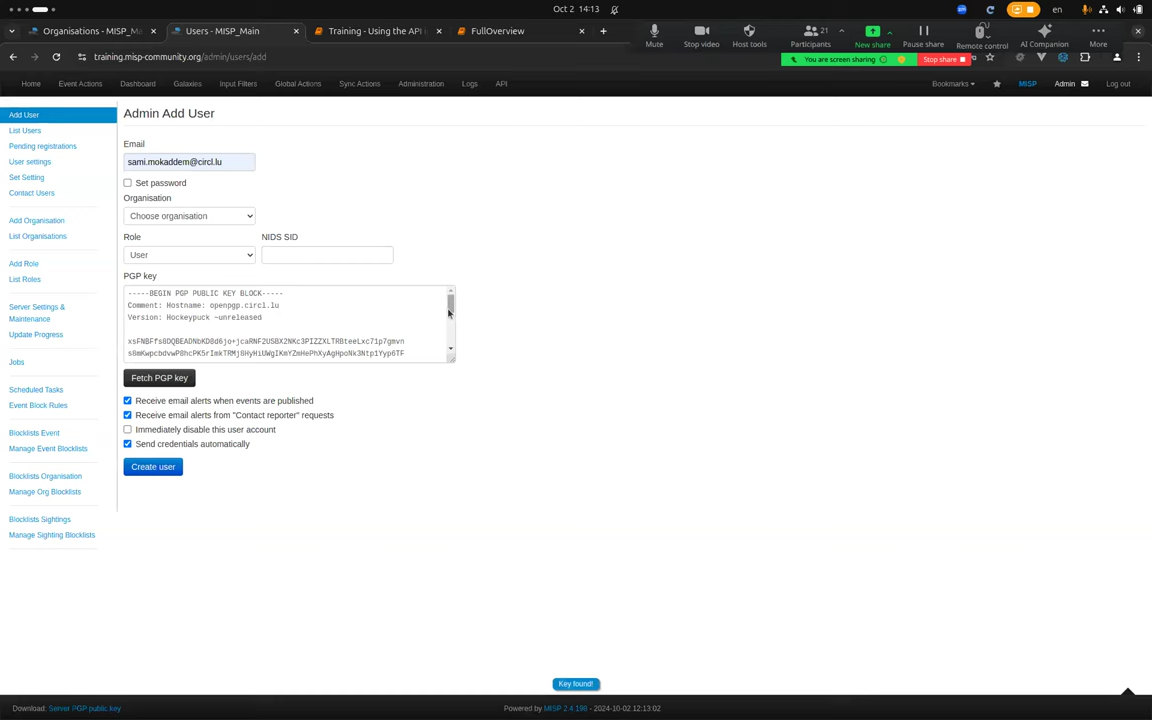 Oct 2 14:13
en
Organisations - MISP_Ma
Users - MISP_Main
Training - Using the API i
FullOverview
Mute
Stop video
Host tools
Participants
21
New share
Pause share
Remote control
AI Companion
More
You are screen sharing
Stop share
training.misp-community.org/admin/users/add
Home
Event Actions
Dashboard
Galaxies
Input Filters
Global Actions
Sync Actions
Administration
Logs
API
Bookmarks
MISP
Admin
Log out
Add User
List Users
Pending registrations
User settings
Set Setting
Contact Users
Add Organisation
List Organisations
Add Role
List Roles
Server Settings &
Maintenance
Update Progress
Jobs
Scheduled Tasks
Event Block Rules
Blocklists Event
Manage Event Blocklists
Blocklists Organisation
Manage Org Blocklists
Blocklists Sightings
Manage Sighting Blocklists
Admin Add User
Email
sami.mokaddem@circl.lu
Set password
Organisation
Choose organisation
Role
NIDS SID
User
PGP key
-----BEGIN PGP PUBLIC KEY BLOCK-----
Comment: Hostname: openpgp.circl.lu
Version: Hockeypuck ~unreleased
Fetch PGP key
Receive email alerts when events are published
Receive email alerts from "Contact reporter" requests
Immediately disable this user account
Send credentials automatically
Create user
Key found!
Download: Server PGP public key
Powered by MISP 2.4.198 - 2024-10-02 12:13:02